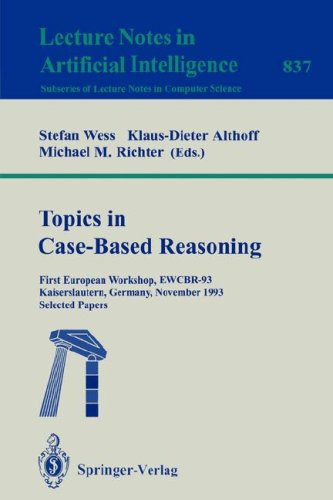 Lecture Notes in
Artificial Intelligence 837
Subseries of Lecture Notes in Computer Science
Stefan Wess Klaus-Dieter Althoff
Michael M. Richter (Eds.)
Topics in
Case-Based Reasoning
First European Workshop, EWCBR-93
Kaiserslautern, Germany, November 1993
Selected Papers
Springer-Verlag